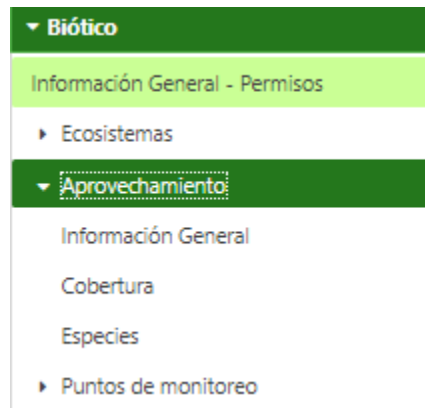 Biótico
Información General - Permisos
Ecosistemas
Aprovechamiento
Información General
Cobertura
Especies
Puntos de monitoreo